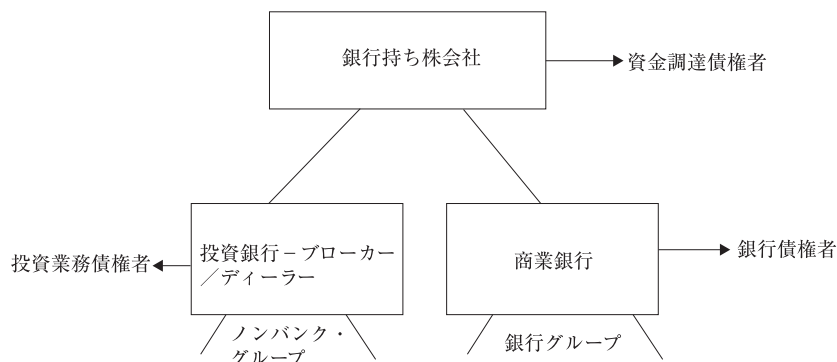 銀行持ち株会社
資金調達債権者
投資業務債権者
投資銀行－ブローカー
／ディーラー
商業銀行
銀行債権者
ノンバンク・
グループ
銀行グループ